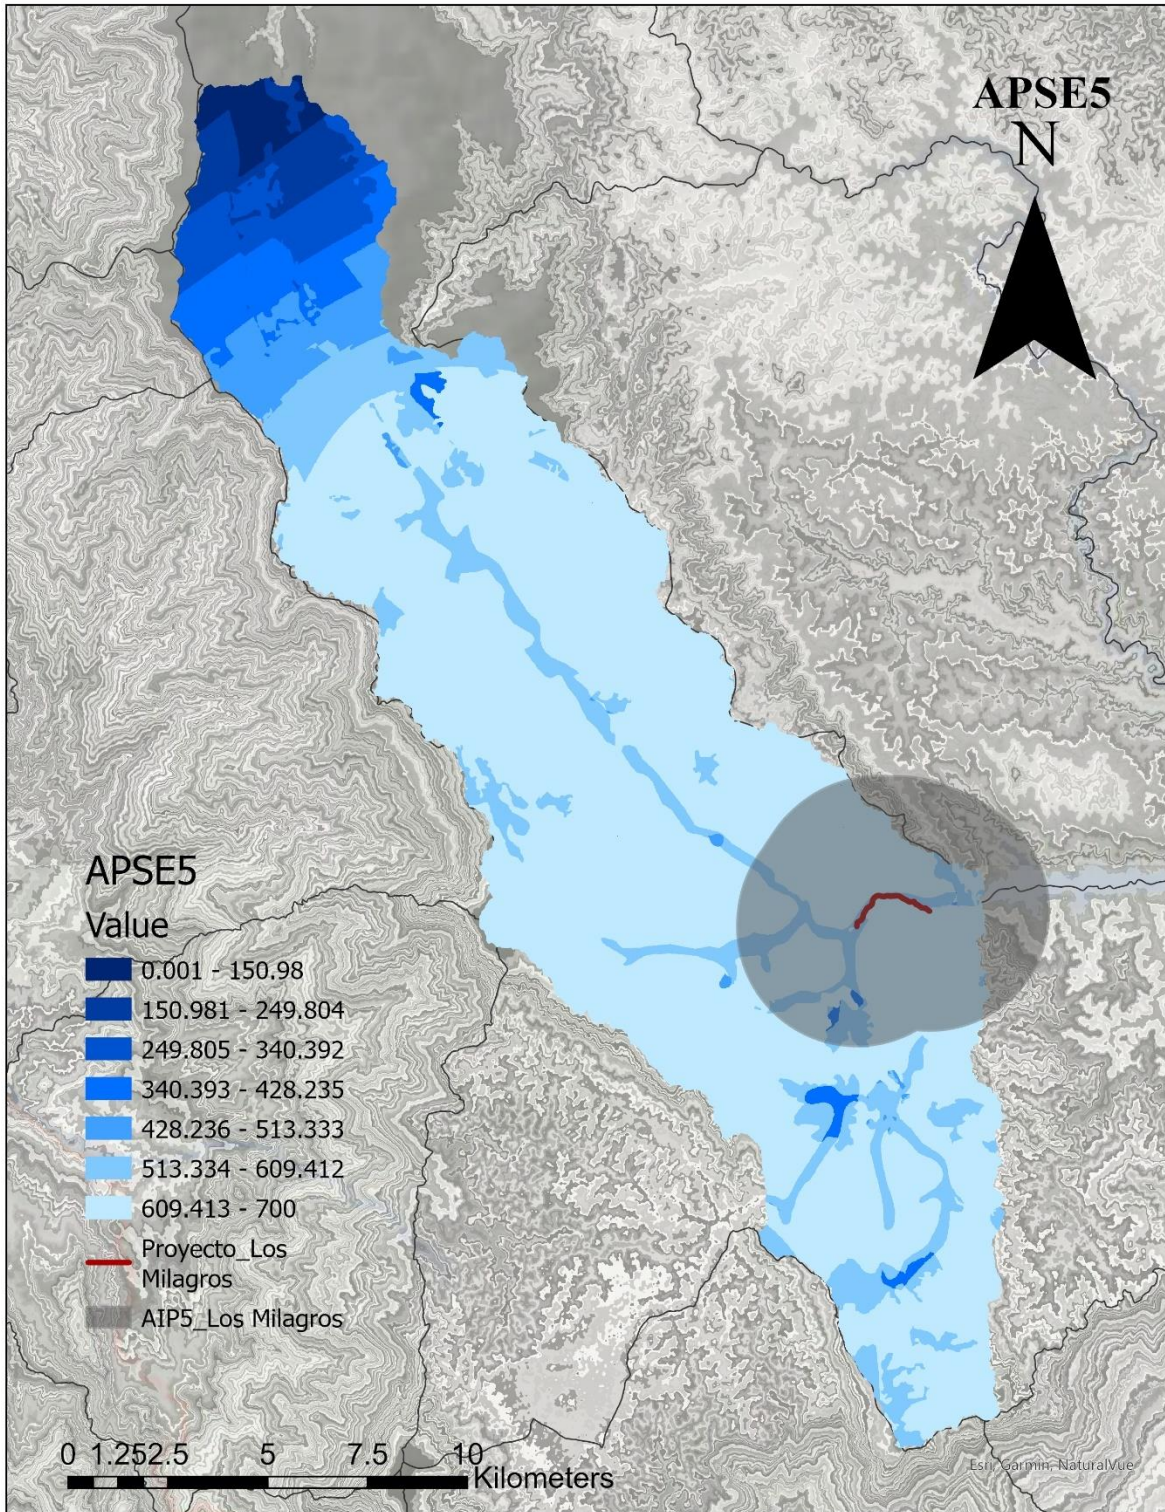 APSE5
N
APSE5
Value
0.001 - 150.98
150.981 - 249.804
249.805 - 340.392
340.393 - 428.235
428.236 - 513.333
513.334 - 609.412
609.413 - 700
Proyecto_Los
Milagros
AIP5_Los Milagros
0 1.252.5 5 7.5 10
Kilometers
Esri, Garmin, NaturalVue